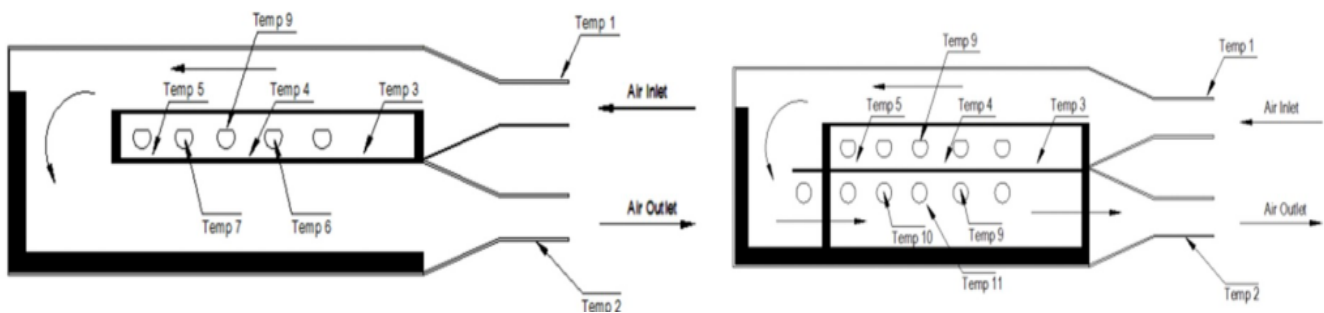 Temp 9
Temp 1
Temp 5
Temp 4
Temp 3
Air Inlet
Temp 7
Temp 6
Air Outlet
Temp 2
Temp 9
Temp 1
Air Inlet
Temp 5
Temp 4
Temp 3
Temp 10
Temp 9
Air Outlet
Temp 11
Temp 2